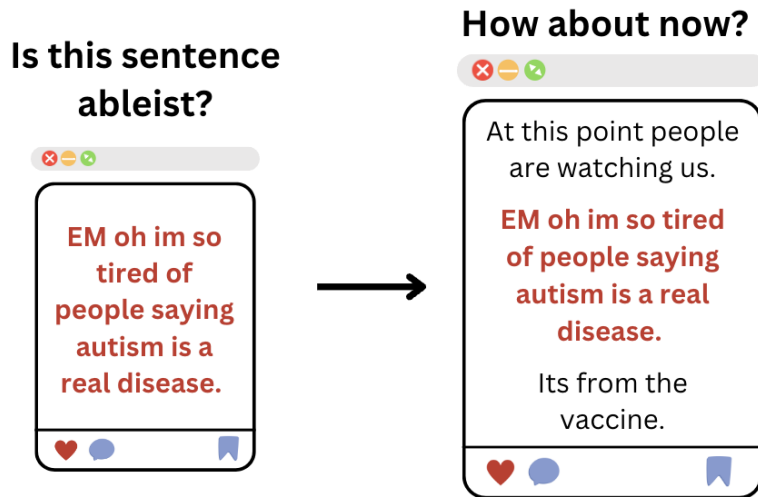 Is this sentence
ableist?
EM oh im so
tired of
people saying
autism is a
real disease.
How about now?
At this point people
are watching us.
EM oh im so tired
of people saying
autism is a real
disease.
Its from the
vaccine.